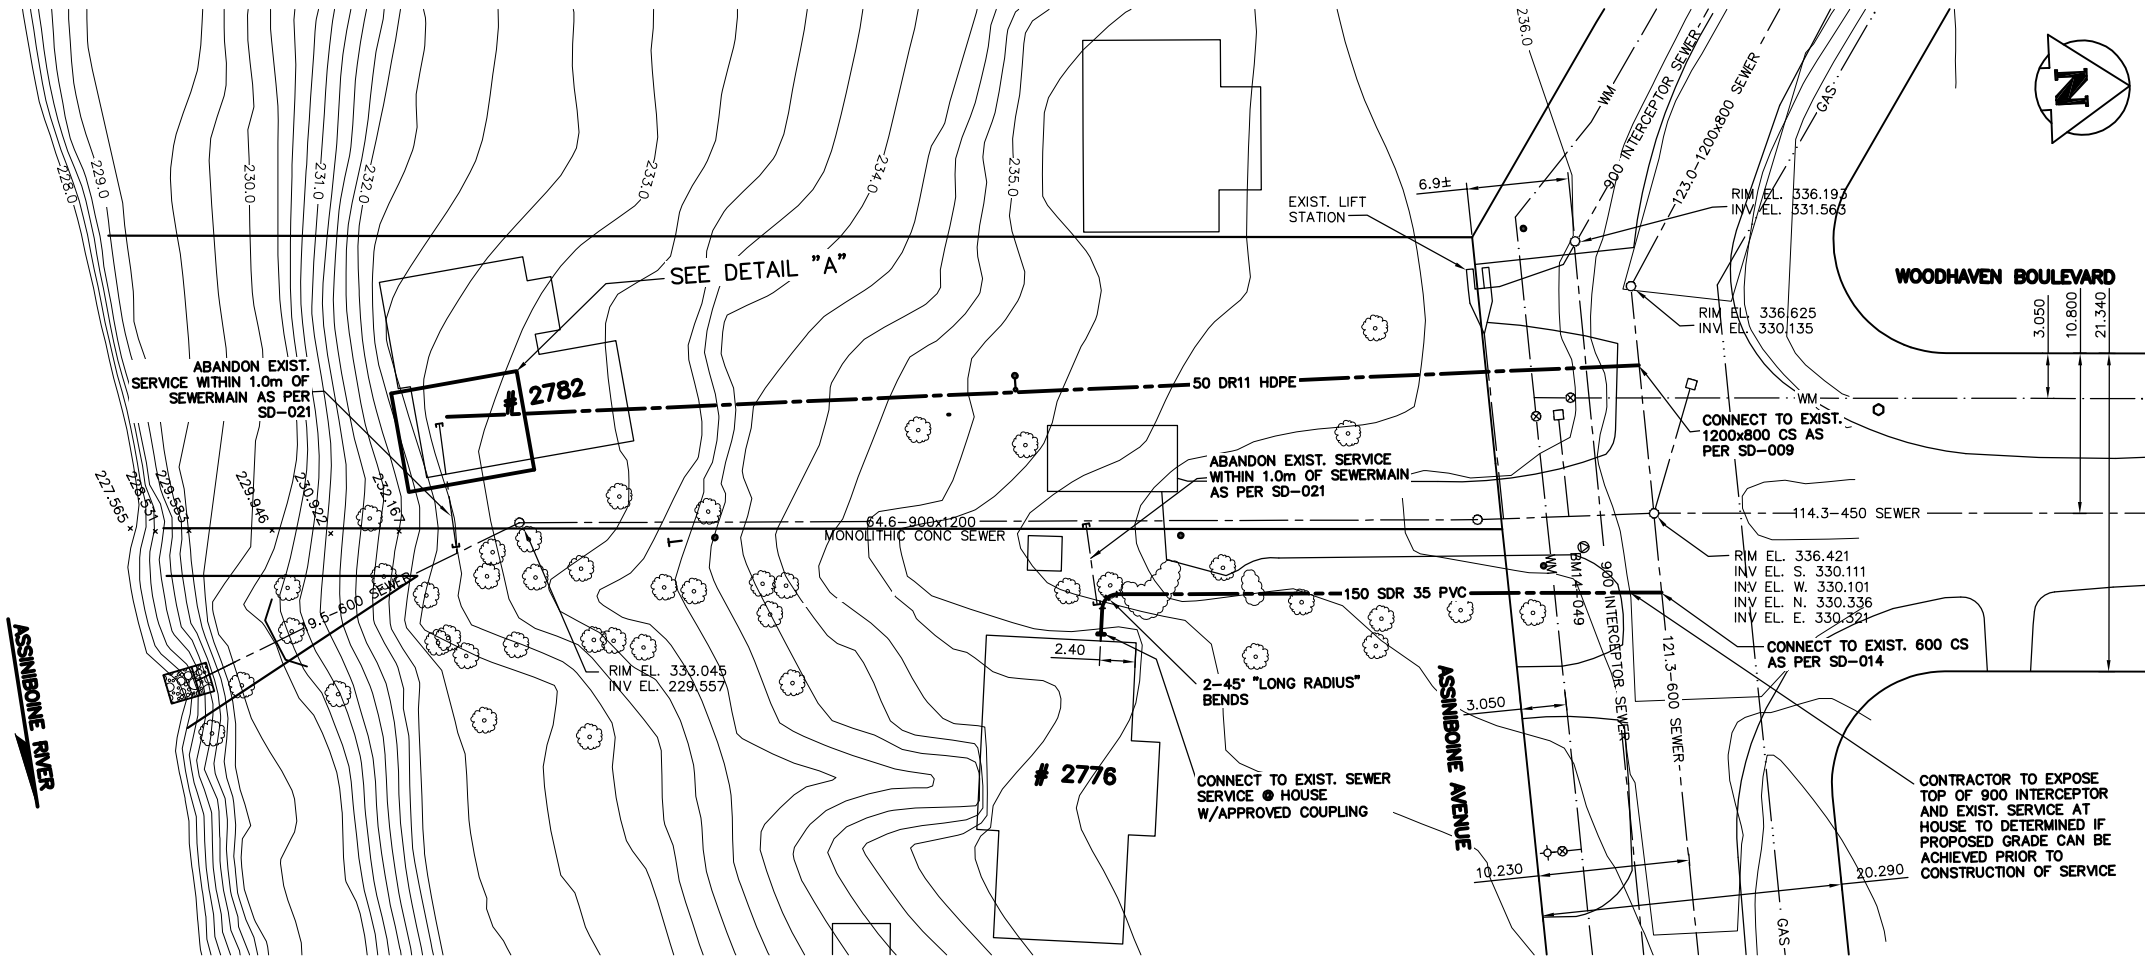 236.0
900 INTERCEPTOR SEWER
WM
123.0-1200x800 SEWER
GAS
N
228.0
229.0
230.0
231.0
232.0
233.0
234.0
235.0
6.9±
EXIST. LIFT
STATION
RIM EL. 336.193
INV EL. 331.563
SEE DETAIL "A"
WOODHAVEN BOULEVARD
3.050
10.800
21.340
RIM EL. 336.625
INV EL. 330.135
ABANDON EXIST.
SERVICE WITHIN 1.0m OF
SEWERMAIN AS PER
SD-021
# 2782
50 DR11 HDPE
WM
CONNECT TO EXIST.
1200x800 CS AS
PER SD-009
ABANDON EXIST. SERVICE
WITHIN 1.0m OF SEWERMAIN
AS PER SD-021
227.565
228.531
229.583
229.946
230.922
232.167
64.6-900x1200
MONOLITHIC CONC SEWER
114.3-450 SEWER
RIM EL. 336.421
INV EL. S. 330.111
INV EL. W. 330.101
INV EL. N. 330.336
INV EL. E. 330.321
WM
BM14-049
900 INTERCEPTOR SEWER
9.5-600 SEWER
150 SDR 35 PVC
CONNECT TO EXIST. 600 CS
AS PER SD-014
121.3-600 SEWER
2.40
RIM EL. 333.045
INV EL. 229.557
2-45° "LONG RADIUS"
BENDS
ASSINIBOINE RIVER
ASSINIBOINE AVENUE
3.050
# 2776
CONNECT TO EXIST. SEWER
SERVICE @ HOUSE
W/APPROVED COUPLING
CONTRACTOR TO EXPOSE
TOP OF 900 INTERCEPTOR
AND EXIST. SERVICE AT
HOUSE TO DETERMINED IF
PROPOSED GRADE CAN BE
ACHIEVED PRIOR TO
CONSTRUCTION OF SERVICE
10.230
20.290
GAS